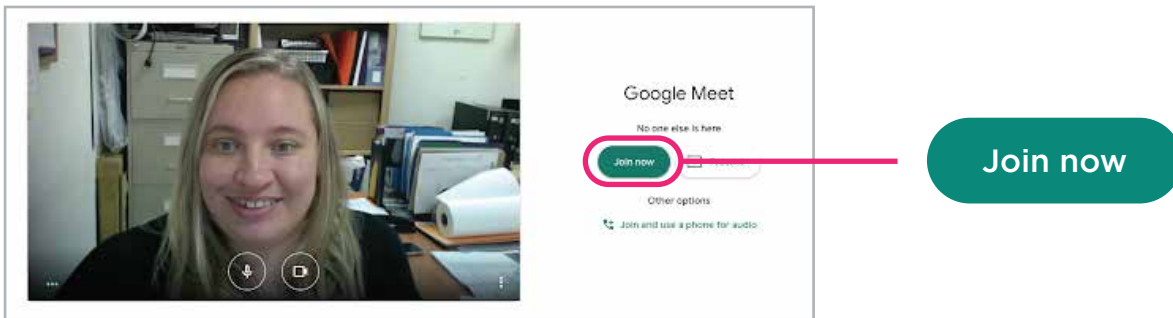 Google Meet
No one else is here
Join now
Join now
Other options
Join and use a phone for audio